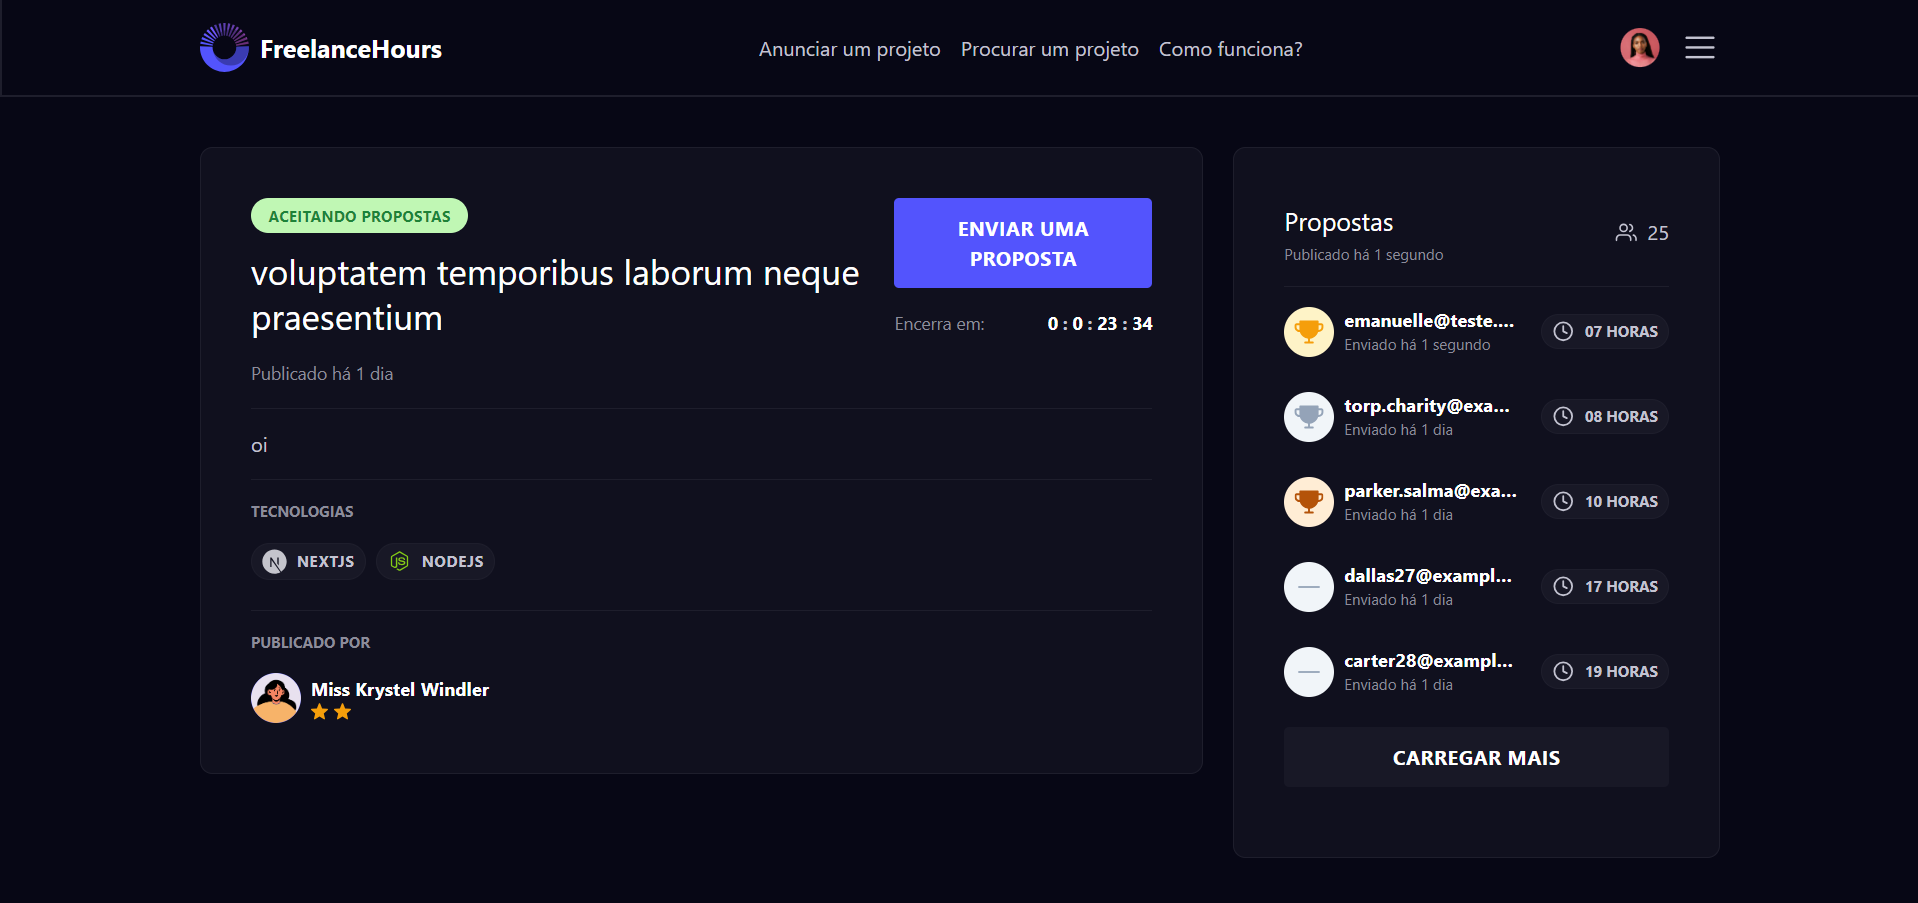 FreelanceHours
Anunciar um projeto
Procurar um projeto
Como funciona?
ACEITANDO PROPOSTAS
voluptatem temporibus laborum neque
praesentium
Publicado há 1 dia
ENVIAR UMA
PROPOSTA
Encerra em:
0 : 0 : 23 : 34
oi
TECNOLOGIAS
NEXTJS
NODEJS
PUBLICADO POR
Miss Krystel Windler
Propostas
25
Publicado há 1 segundo
emanuelle@teste....
Enviado há 1 segundo
07 HORAS
torp.charity@exa...
Enviado há 1 dia
08 HORAS
parker.salma@exa...
Enviado há 1 dia
10 HORAS
dallas27@exampl...
Enviado há 1 dia
17 HORAS
carter28@exampl...
Enviado há 1 dia
19 HORAS
CARREGAR MAIS